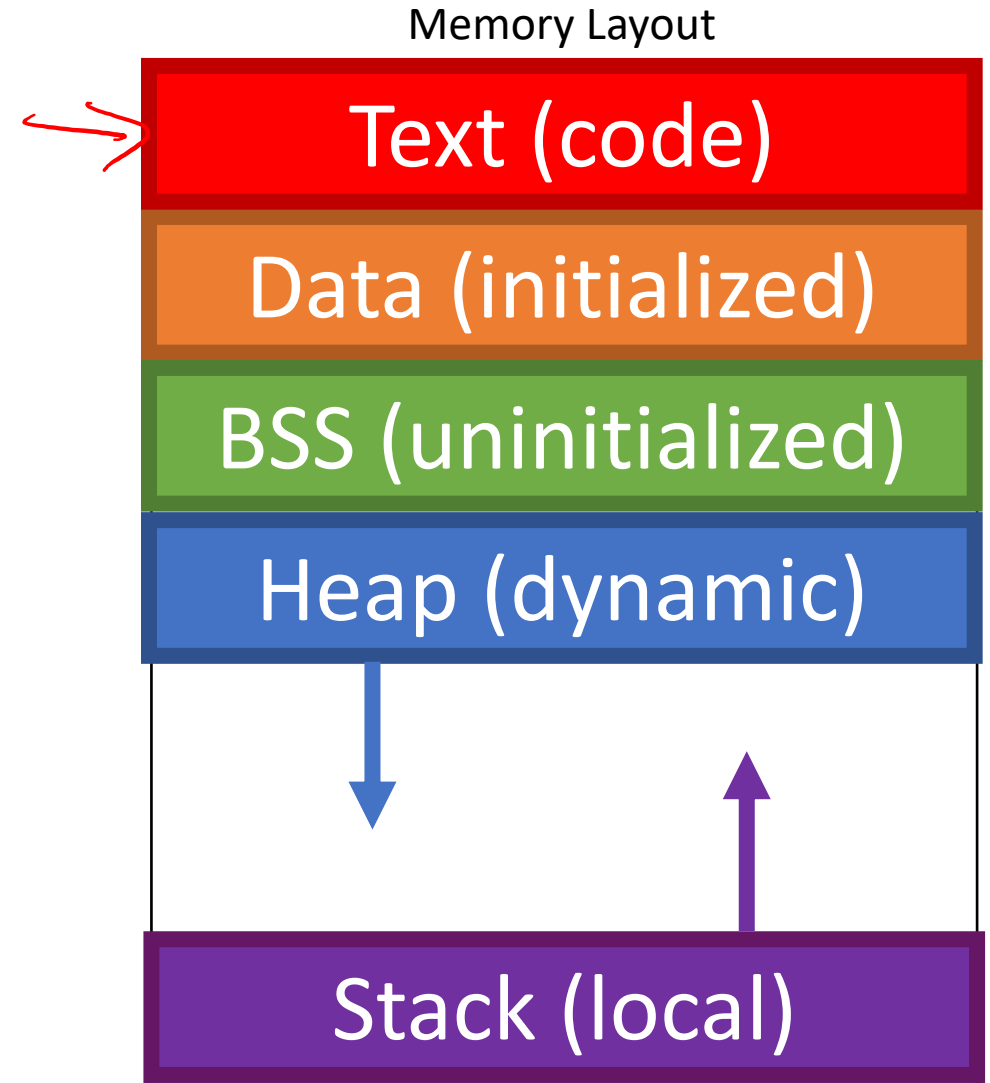 Memory Layout
Text (code)
Data (initialized)
BSS (uninitialized)
Heap (dynamic)
Stack (local)